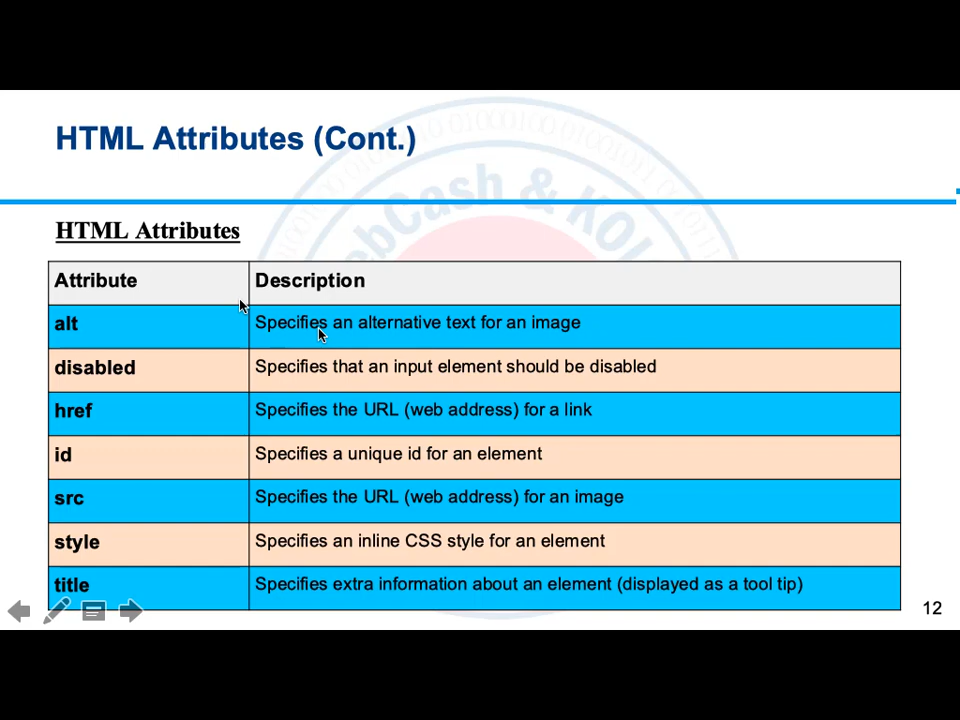 HTML Attributes (Cont.)
ebCash & KOI
HTML Attributes
Attribute Description
alt Specifies an alternative text for an image
disabled Specifies that an input element should be disabled
href Specifies the URL (web address) for a link
id Specifies a unique id for an element
src Specifies the URL (web address) for an image
style Specifies an inline CSS style for an element
title Specifies extra information about an element (displayed as a tool tip)
12